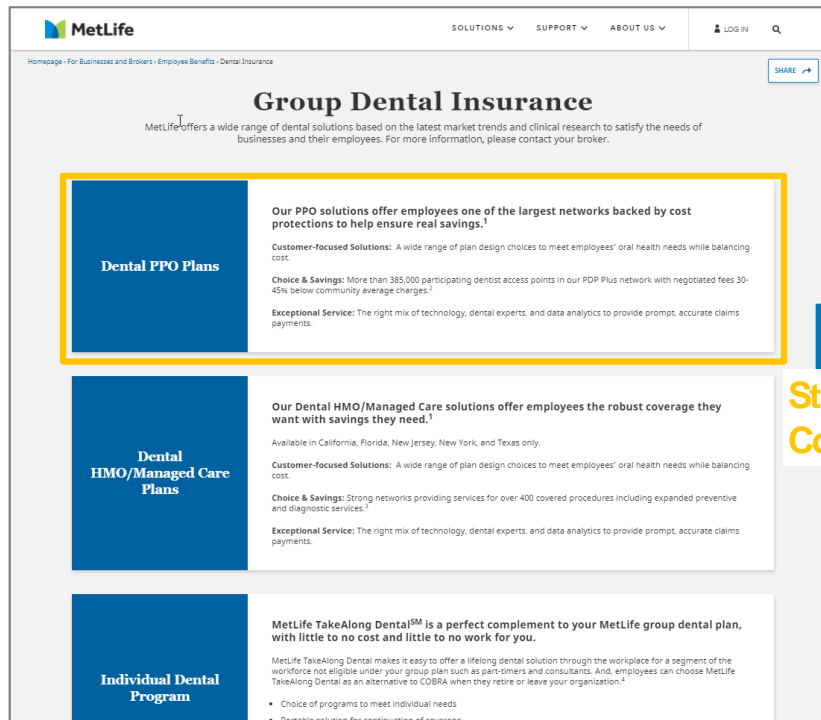 MetLife
SOLUTIONS SUPPORT ABOUT US LOG IN
Homepage › For Businesses and Brokers › Employee Benefits › Dental Insurance
SHARE
Group Dental Insurance
MetLife offers a wide range of dental solutions based on the latest market trends and clinical research to satisfy the needs of
businesses and their employees. For more information, please contact your broker.
Dental PPO Plans
Our PPO solutions offer employees one of the largest networks backed by cost
protections to help ensure real savings.1
Customer-focused Solutions: A wide range of plan design choices to meet employees' oral health needs while balancing
cost.
Choice & Savings: More than 385,000 participating dentist access points in our PDP Plus network with negotiated fees 30-
45% below community average charges.2
Exceptional Service: The right mix of technology, dental experts, and data analytics to provide prompt, accurate claims
payments.
St
Co
Dental
HMO/Managed Care
Plans
Our Dental HMO/Managed Care solutions offer employees the robust coverage they
want with savings they need.1
Available in California, Florida, New Jersey, New York, and Texas only.
Customer-focused Solutions: A wide range of plan design choices to meet employees' oral health needs while balancing
cost.
Choice & Savings: Strong networks providing services for over 400 covered procedures including expanded preventive
and diagnostic services.3
Exceptional Service: The right mix of technology, dental experts, and data analytics to provide prompt, accurate claims
payments.
Individual Dental
Program
MetLife TakeAlong DentalSM is a perfect complement to your MetLife group dental plan,
with little to no cost and little to no work for you.
MetLife TakeAlong Dental makes it easy to offer a lifelong dental solution through the workplace for a segment of the
workforce not eligible under your group plan such as part-timers and consultants. And, employees can choose MetLife
TakeAlong Dental as an alternative to COBRA when they retire or leave your organization.4
• Choice of programs to meet individual needs
• Portable solution for continuation of coverage